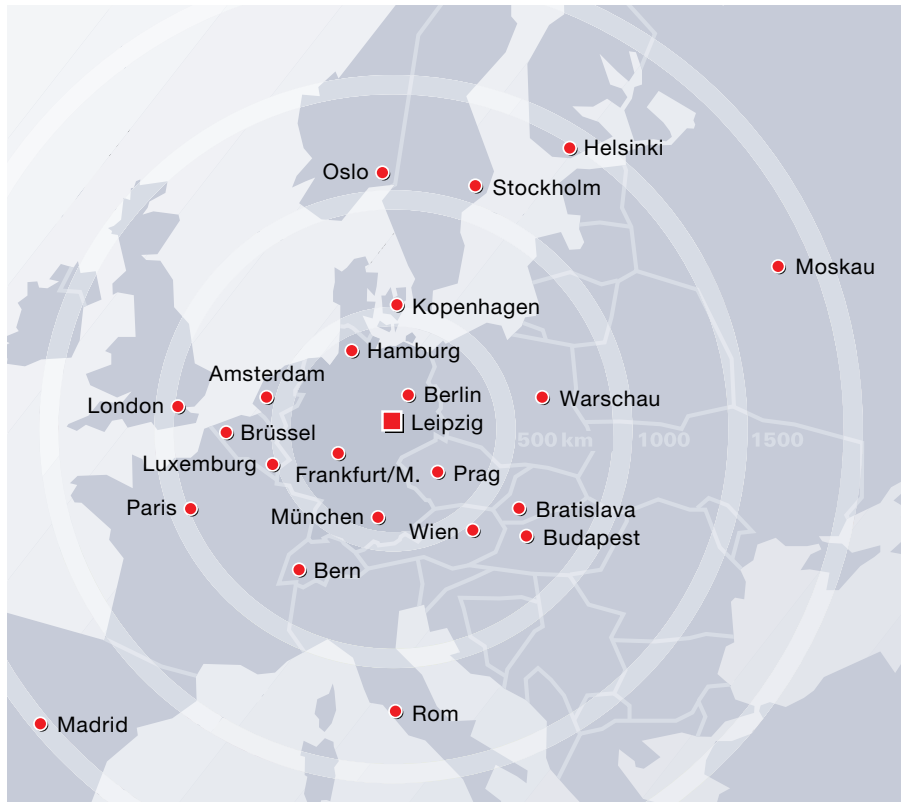 Helsinki
Oslo
Stockholm
Moskau
Kopenhagen
Hamburg
Amsterdam
Berlin
Warschau
London
Leipzig
Brüssel
500 km
1000
1500
Luxemburg
Frankfurt/M.
Prag
Paris
München
Bratislava
Wien
Budapest
Bern
Rom
Madrid